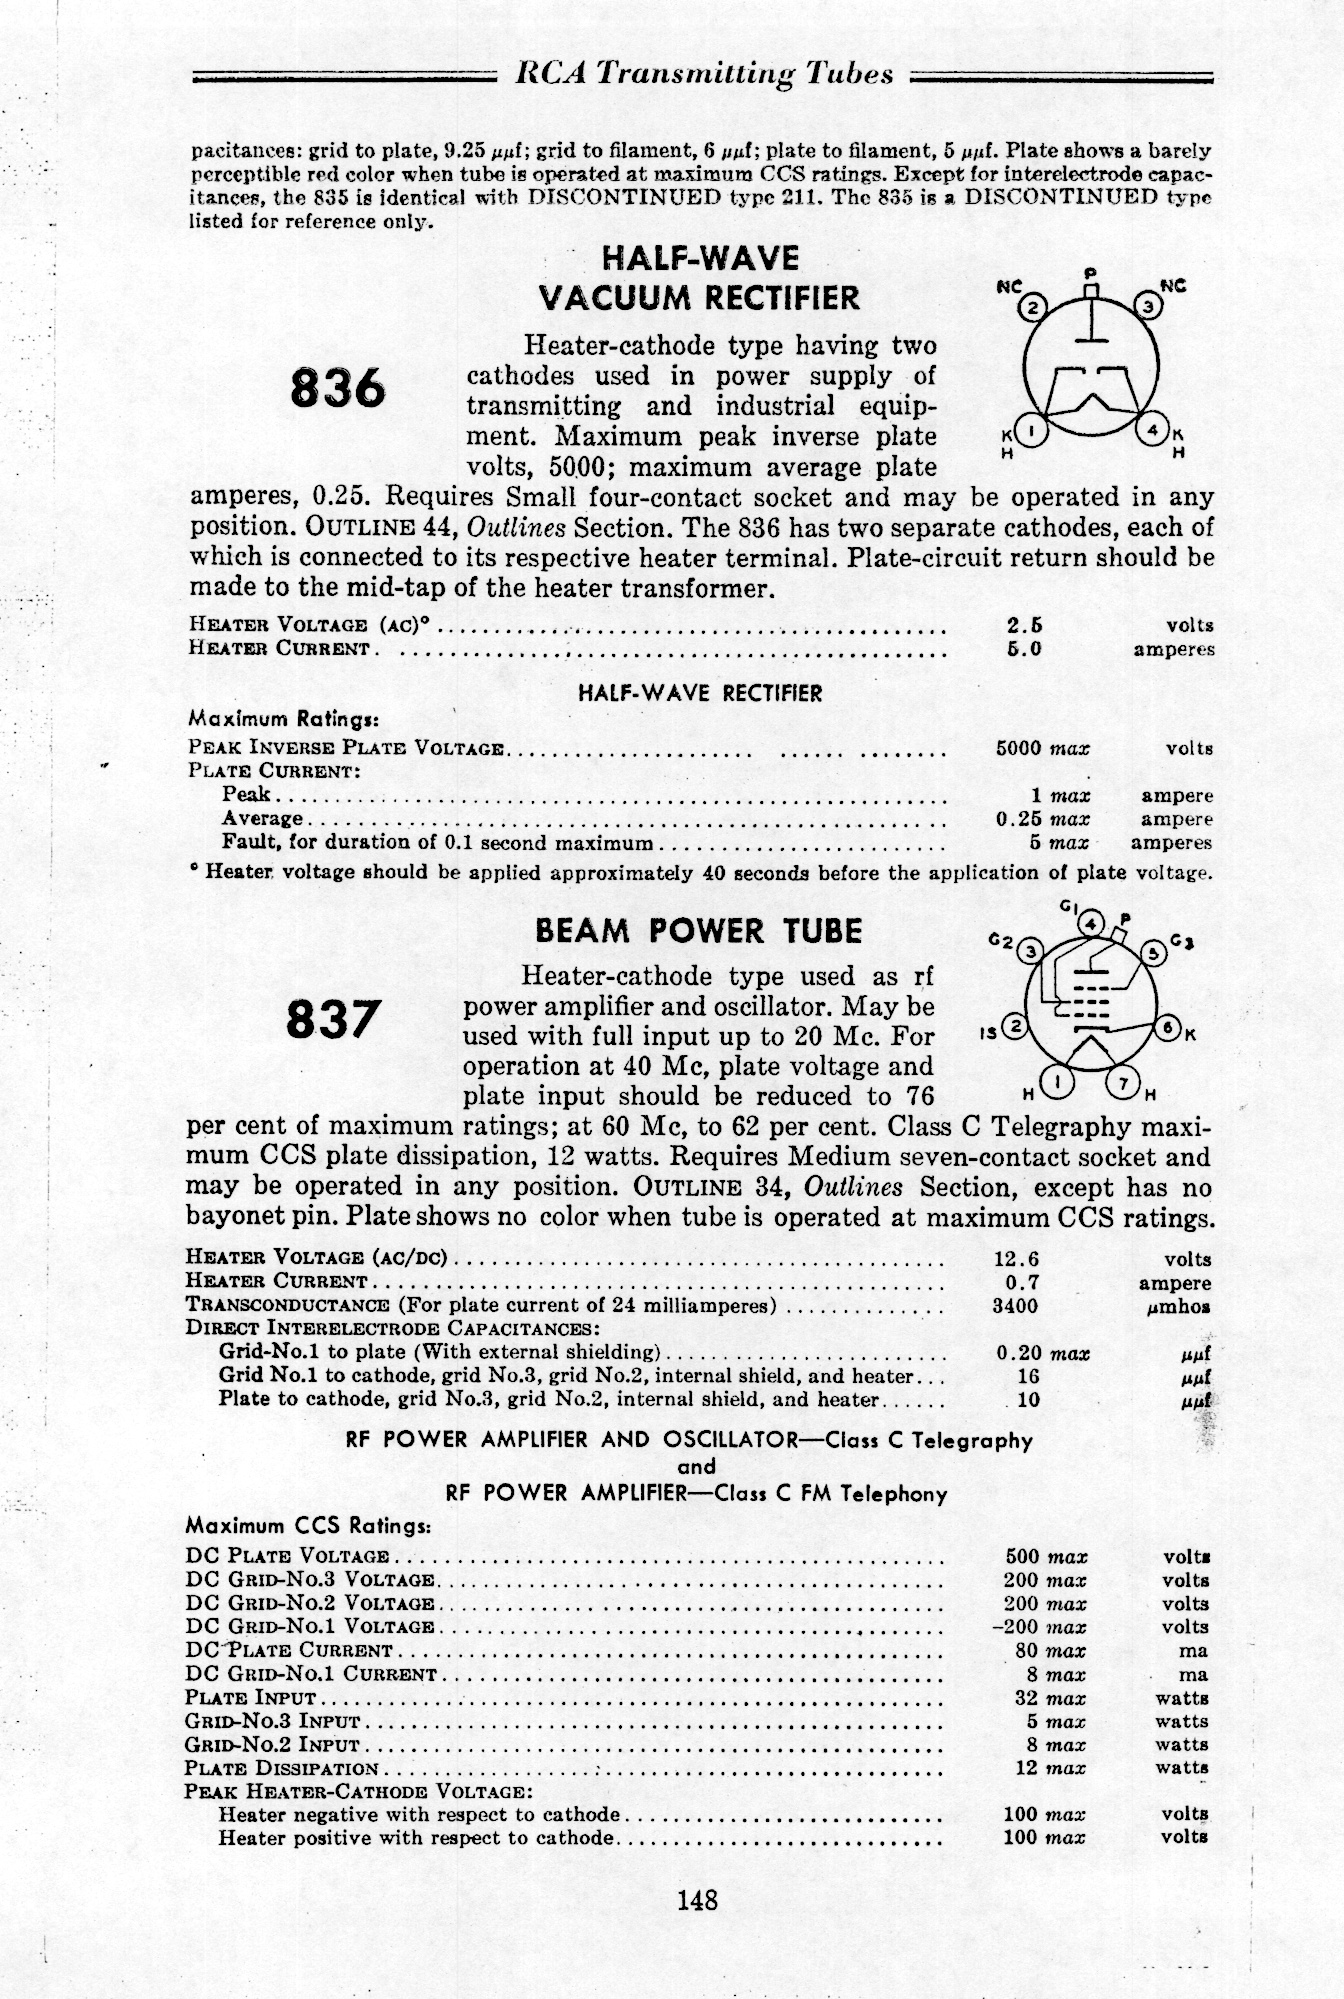 RCA Transmitting Tubes
pacitances: grid to plate, 9.25 μμf; grid to filament, 6 μμf; plate to filament, 5 μμf. Plate shows a barely
perceptible red color when tube is operated at maximum CCS ratings. Except for interelectrode capac-
itances, the 835 is identical with DISCONTINUED type 211. The 835 is a DISCONTINUED type
listed for reference only.
HALF-WAVE
VACUUM RECTIFIER
NC 2 P 3 NC
K H 1 4 K H
836
Heater-cathode type having two
cathodes used in power supply of
transmitting and industrial equip-
ment. Maximum peak inverse plate
volts, 5000; maximum average plate
amperes, 0.25. Requires Small four-contact socket and may be operated in any
position. OUTLINE 44, Outlines Section. The 836 has two separate cathodes, each of
which is connected to its respective heater terminal. Plate-circuit return should be
made to the mid-tap of the heater transformer.
HEATER VOLTAGE (AC)° ........ 2.5 volts
HEATER CURRENT ........ 5.0 amperes
HALF-WAVE RECTIFIER
Maximum Ratings:
PEAK INVERSE PLATE VOLTAGE ........ 5000 max volts
PLATE CURRENT:
Peak ........ 1 max ampere
Average ........ 0.25 max ampere
Fault, for duration of 0.1 second maximum ........ 5 max amperes
° Heater voltage should be applied approximately 40 seconds before the application of plate voltage.
BEAM POWER TUBE
G1 4 P
G2 3 5 G3
IS 2 6 K
H 1 7 H
837
Heater-cathode type used as rf
power amplifier and oscillator. May be
used with full input up to 20 Mc. For
operation at 40 Mc, plate voltage and
plate input should be reduced to 76
per cent of maximum ratings; at 60 Mc, to 62 per cent. Class C Telegraphy maxi-
mum CCS plate dissipation, 12 watts. Requires Medium seven-contact socket and
may be operated in any position. OUTLINE 34, Outlines Section, except has no
bayonet pin. Plate shows no color when tube is operated at maximum CCS ratings.
HEATER VOLTAGE (AC/DC) ........ 12.6 volts
HEATER CURRENT ........ 0.7 ampere
TRANSCONDUCTANCE (For plate current of 24 milliamperes) ........ 3400 μmhos
DIRECT INTERELECTRODE CAPACITANCES:
Grid-No.1 to plate (With external shielding) ........ 0.20 max μμf
Grid No.1 to cathode, grid No.3, grid No.2, internal shield, and heater... 16 μμf
Plate to cathode, grid No.3, grid No.2, internal shield, and heater...... 10 μμf
RF POWER AMPLIFIER AND OSCILLATOR—Class C Telegraphy
and
RF POWER AMPLIFIER—Class C FM Telephony
Maximum CCS Ratings:
DC PLATE VOLTAGE ........ 500 max volts
DC GRID-NO.3 VOLTAGE ........ 200 max volts
DC GRID-NO.2 VOLTAGE ........ 200 max volts
DC GRID-NO.1 VOLTAGE ........ -200 max volts
DC PLATE CURRENT ........ 80 max ma
DC GRID-NO.1 CURRENT ........ 8 max ma
PLATE INPUT ........ 32 max watts
GRID-NO.3 INPUT ........ 5 max watts
GRID-NO.2 INPUT ........ 8 max watts
PLATE DISSIPATION ........ 12 max watts
PEAK HEATER-CATHODE VOLTAGE:
Heater negative with respect to cathode ........ 100 max volts
Heater positive with respect to cathode ........ 100 max volts
148